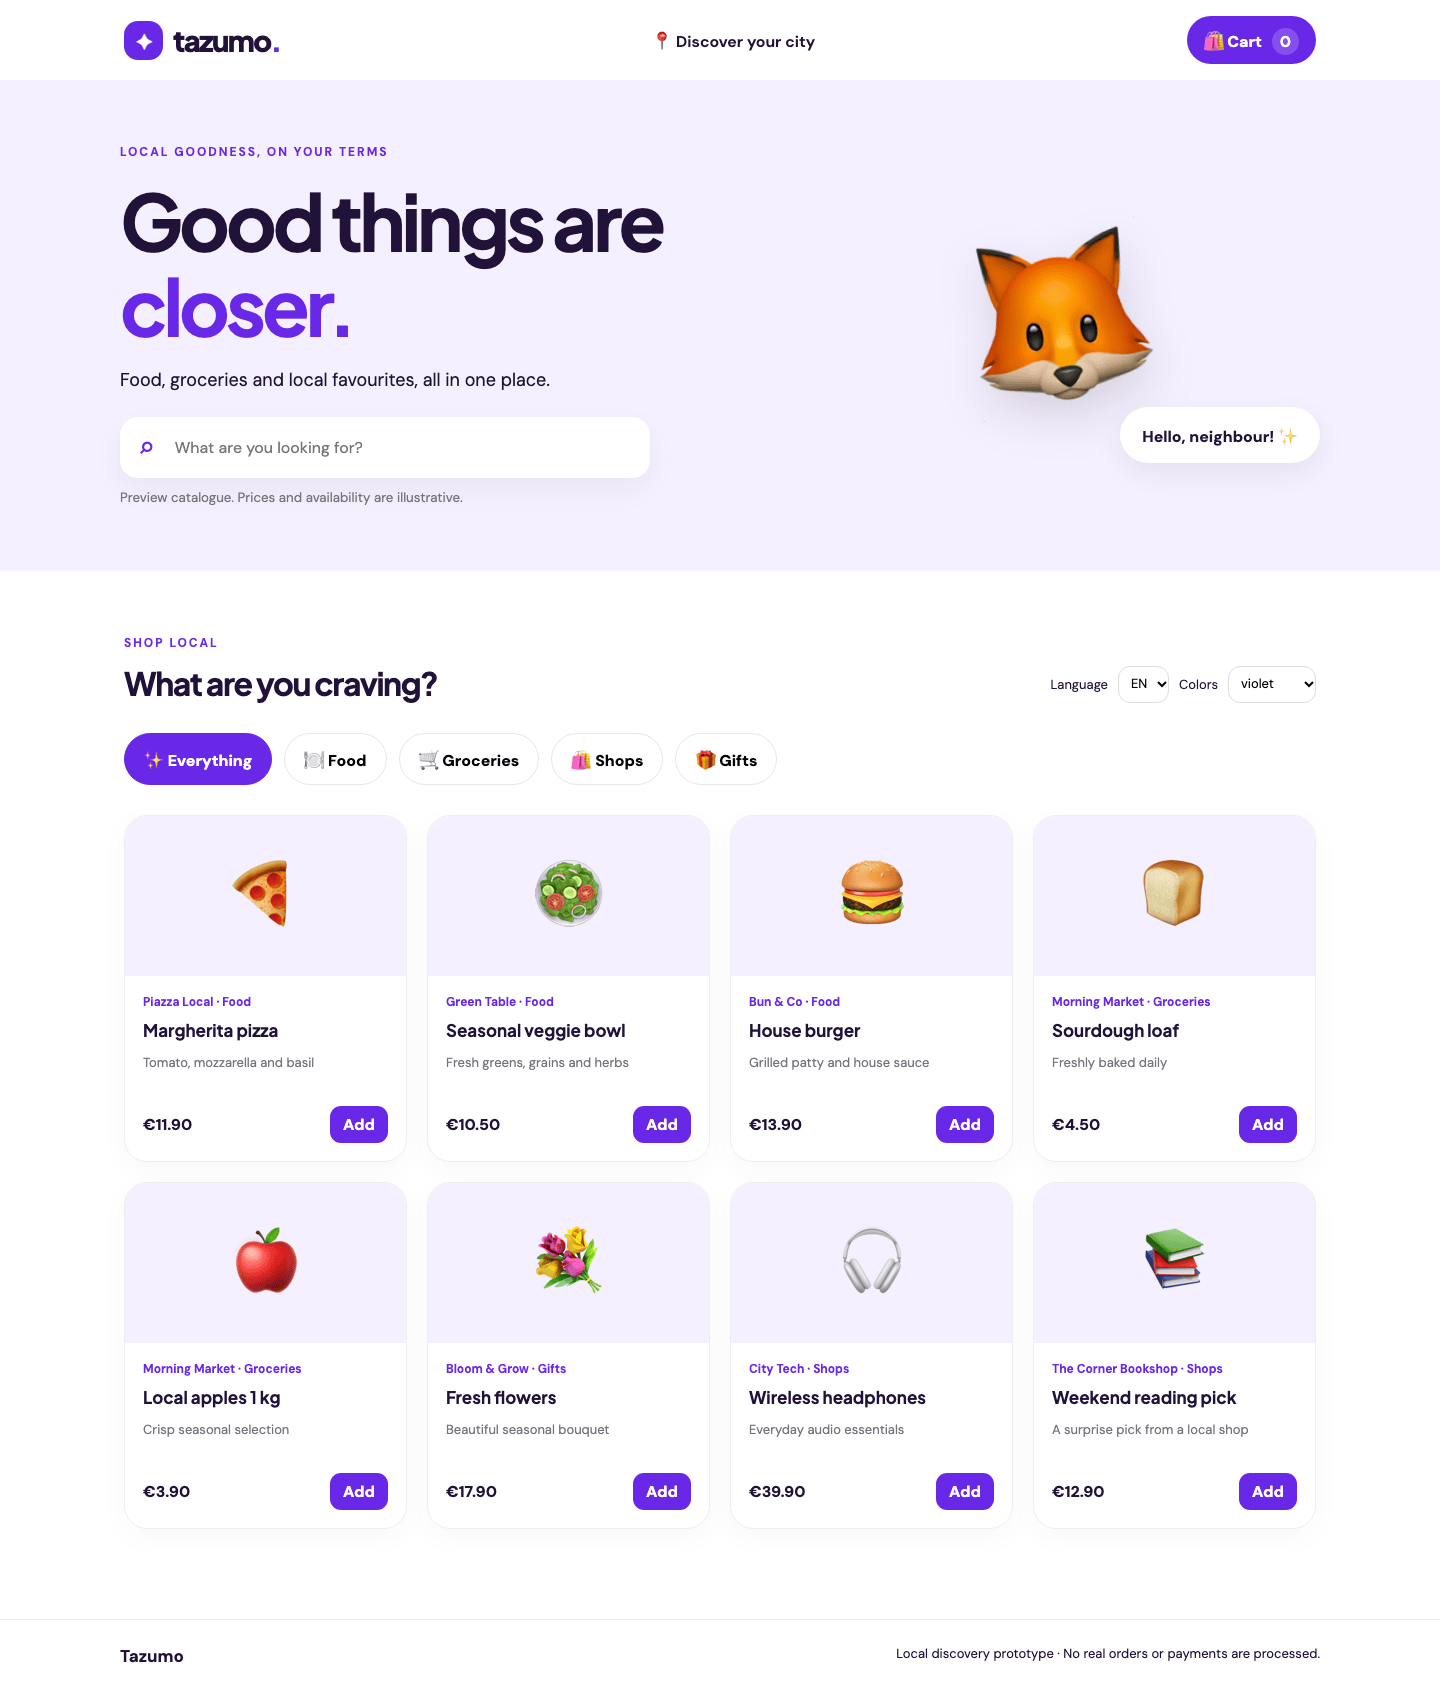 tazumo.
📍 Discover your city
🛍️ Cart 0
LOCAL GOODNESS, ON YOUR TERMS
Good things are
closer.
Food, groceries and local favourites, all in one place.
What are you looking for?
Preview catalogue. Prices and availability are illustrative.
Hello, neighbour! ✨
SHOP LOCAL
What are you craving?
Language EN Colors violet
✨ Everything 🍽️ Food 🛒 Groceries 🛍️ Shops 🎁 Gifts
Piazza Local · Food
Margherita pizza
Tomato, mozzarella and basil
€11.90 Add
Green Table · Food
Seasonal veggie bowl
Fresh greens, grains and herbs
€10.50 Add
Bun & Co · Food
House burger
Grilled patty and house sauce
€13.90 Add
Morning Market · Groceries
Sourdough loaf
Freshly baked daily
€4.50 Add
Morning Market · Groceries
Local apples 1 kg
Crisp seasonal selection
€3.90 Add
Bloom & Grow · Gifts
Fresh flowers
Beautiful seasonal bouquet
€17.90 Add
City Tech · Shops
Wireless headphones
Everyday audio essentials
€39.90 Add
The Corner Bookshop · Shops
Weekend reading pick
A surprise pick from a local shop
€12.90 Add
Tazumo
Local discovery prototype · No real orders or payments are processed.